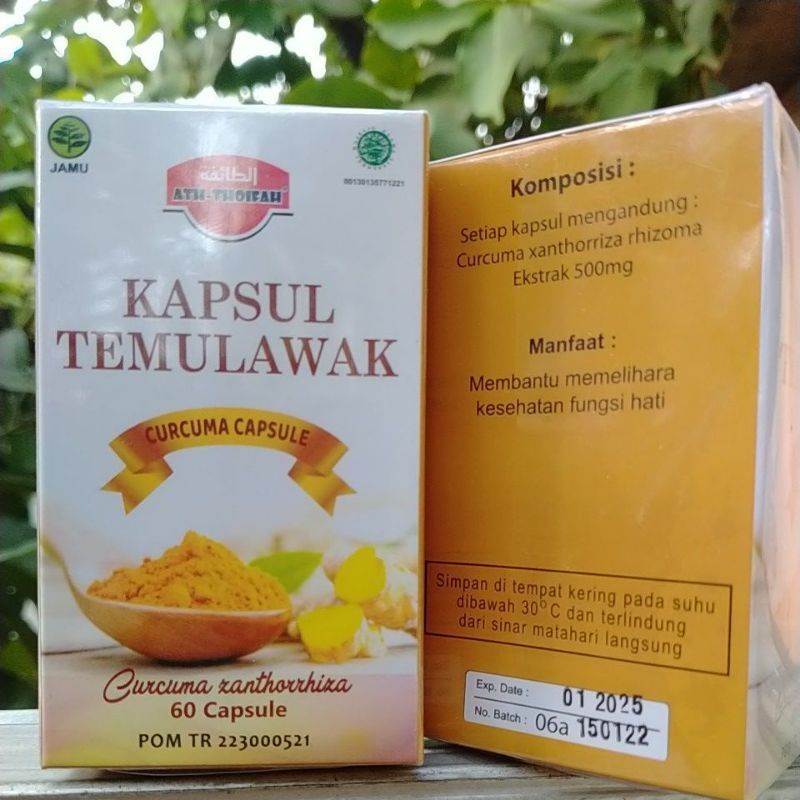 JAMU
الطائفة
ATH-THOIFAH
00130135771221
KAPSUL
TEMULAWAK
CURCUMA CAPSULE
Curcuma xanthorrhiza
60 Capsule
POM TR 223000521
Komposisi :
Setiap kapsul mengandung :
Curcuma xanthorriza rhizoma
Ekstrak 500mg
Manfaat :
Membantu memelihara
kesehatan fungsi hati
Simpan di tempat kering pada suhu
dibawah 30°C dan terlindung
dari sinar matahari langsung
Exp. Date : 01 2025
No. Batch : 06a 150122